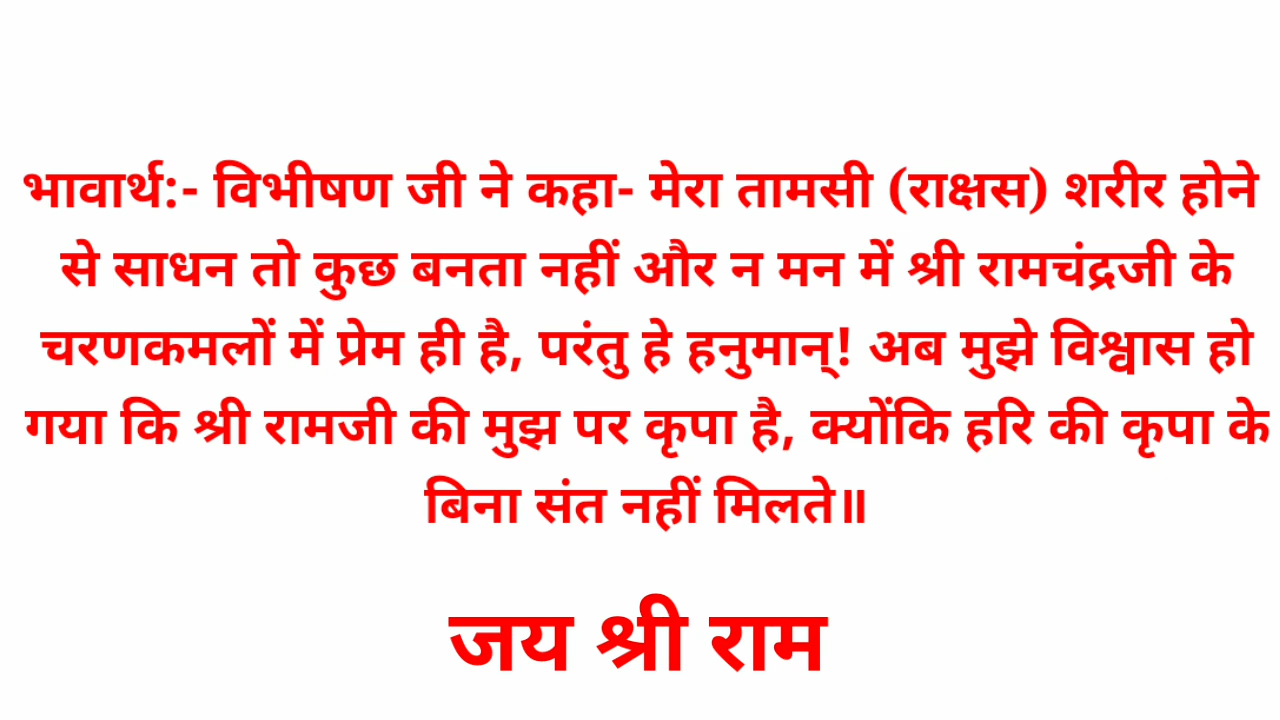 भावार्थ:- विभीषण जी ने कहा- मेरा तामसी (राक्षस) शरीर होने
से साधन तो कुछ बनता नहीं और न मन में श्री रामचंद्रजी के
चरणकमलों में प्रेम ही है, परंतु हे हनुमान्! अब मुझे विश्वास हो
गया कि श्री रामजी की मुझ पर कृपा है, क्योंकि हरि की कृपा के
बिना संत नहीं मिलते॥
जय श्री राम